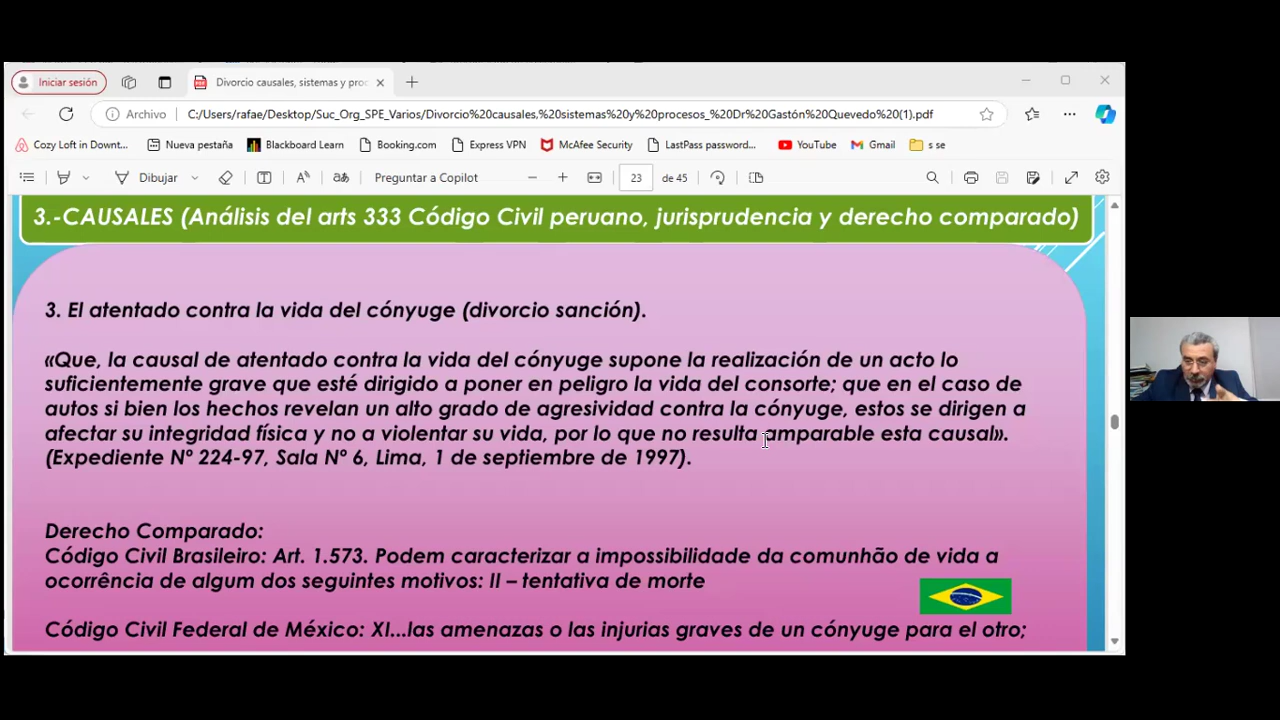 Iniciar sesión
Divorcio causales, sistemas y proc
Archivo
C:/Users/rafae/Desktop/Suc_Org_SPE_Varios/Divorcio%20causales,%20sistemas%20y%20procesos_%20Dr%20Gastón%20Quevedo%20(1).pdf
Cozy Loft in Downt...
Nueva pestaña
Blackboard Learn
Booking.com
Express VPN
McAfee Security
LastPass password...
YouTube
Gmail
s se
Dibujar
Preguntar a Copilot
23
de 45
3.-CAUSALES (Análisis del arts 333 Código Civil peruano, jurisprudencia y derecho comparado)
3. El atentado contra la vida del cónyuge (divorcio sanción).
«Que, la causal de atentado contra la vida del cónyuge supone la realización de un acto lo
suficientemente grave que esté dirigido a poner en peligro la vida del consorte; que en el caso de
autos si bien los hechos revelan un alto grado de agresividad contra la cónyuge, estos se dirigen a
afectar su integridad física y no a violentar su vida, por lo que no resulta amparable esta causal».
(Expediente Nº 224-97, Sala Nº 6, Lima, 1 de septiembre de 1997).
Derecho Comparado:
Código Civil Brasileiro: Art. 1.573. Podem caracterizar a impossibilidade da comunhão de vida a
ocorrência de algum dos seguintes motivos: II – tentativa de morte
Código Civil Federal de México: XI...las amenazas o las injurias graves de un cónyuge para el otro;